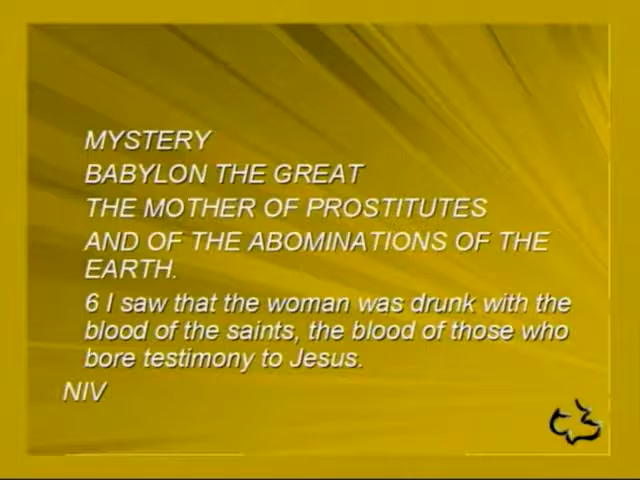 MYSTERY
BABYLON THE GREAT
THE MOTHER OF PROSTITUTES
AND OF THE ABOMINATIONS OF THE
EARTH.
6 I saw that the woman was drunk with the
blood of the saints, the blood of those who
bore testimony to Jesus.
NIV